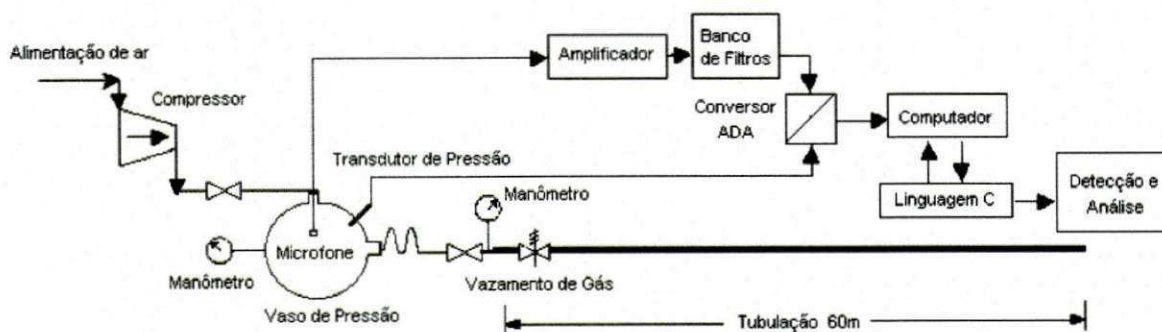 Alimentação de ar
Compressor
Amplificador
Banco
de Filtros
Conversor
ADA
Computador
Linguagem C
Detecção e
Análise
Transdutor de Pressão
Manômetro
Microfone
Manômetro
Vaso de Pressão
Vazamento de Gás
Tubulação 60m